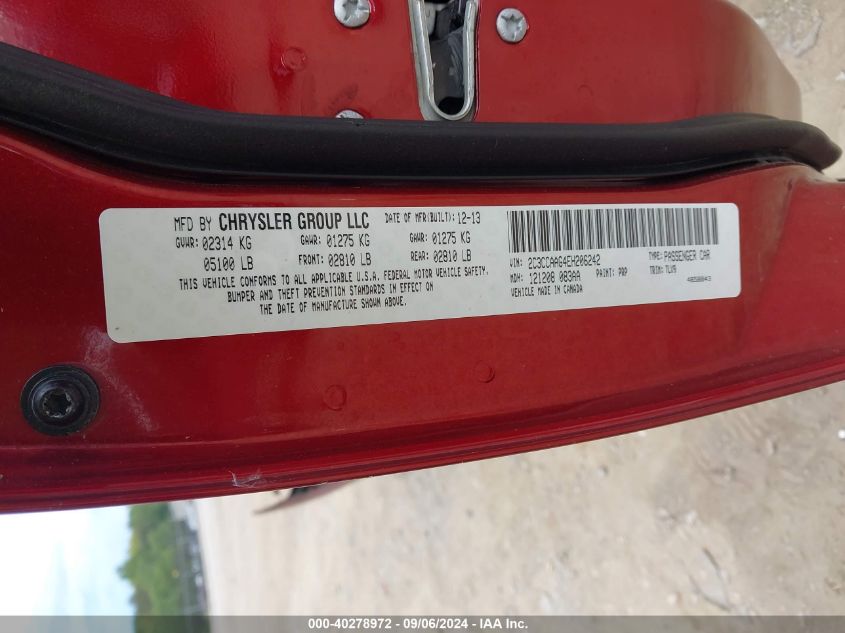 MFD BY CHRYSLER GROUP LLC DATE OF MFR(BUILT): 12-13
GVWR: 02314 KG GAWR: 01275 KG GAWR: 01275 KG
05100 LB FRONT: 02810 LB REAR: 02810 LB
THIS VEHICLE CONFORMS TO ALL APPLICABLE U.S.A. FEDERAL MOTOR VEHICLE SAFETY,
BUMPER AND THEFT PREVENTION STANDARDS IN EFFECT ON
THE DATE OF MANUFACTURE SHOWN ABOVE.
VIN: 2C3CCAAG4EH206242 TYPE: PASSENGER CAR
MDH: 121208 083AA PAINT: PRP TRIM: TLV9
VEHICLE MADE IN CANADA
000-40278972 - 09/06/2024 - IAA Inc.